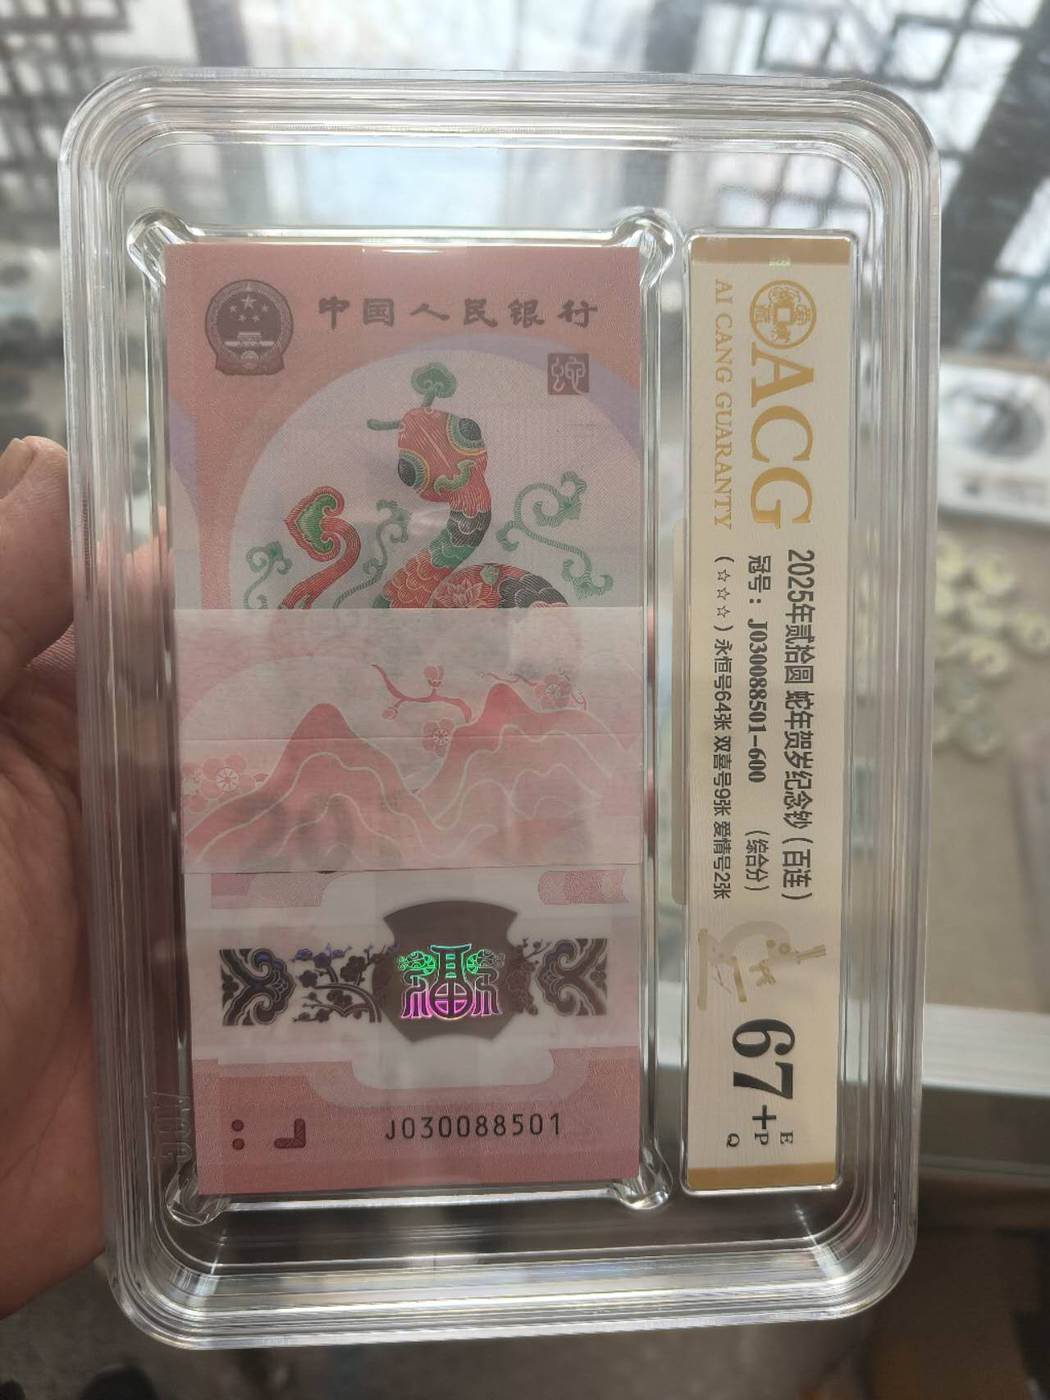 中国人民银行
福
J030088501
ACG
AI CANG GUARANTY
2025年贰拾圆 蛇年贺岁纪念钞（百连）
冠号：J030088501-600 （综合分）
（☆☆☆）永恒号64张 双喜号9张 爱情号2张
67+
E
P
Q